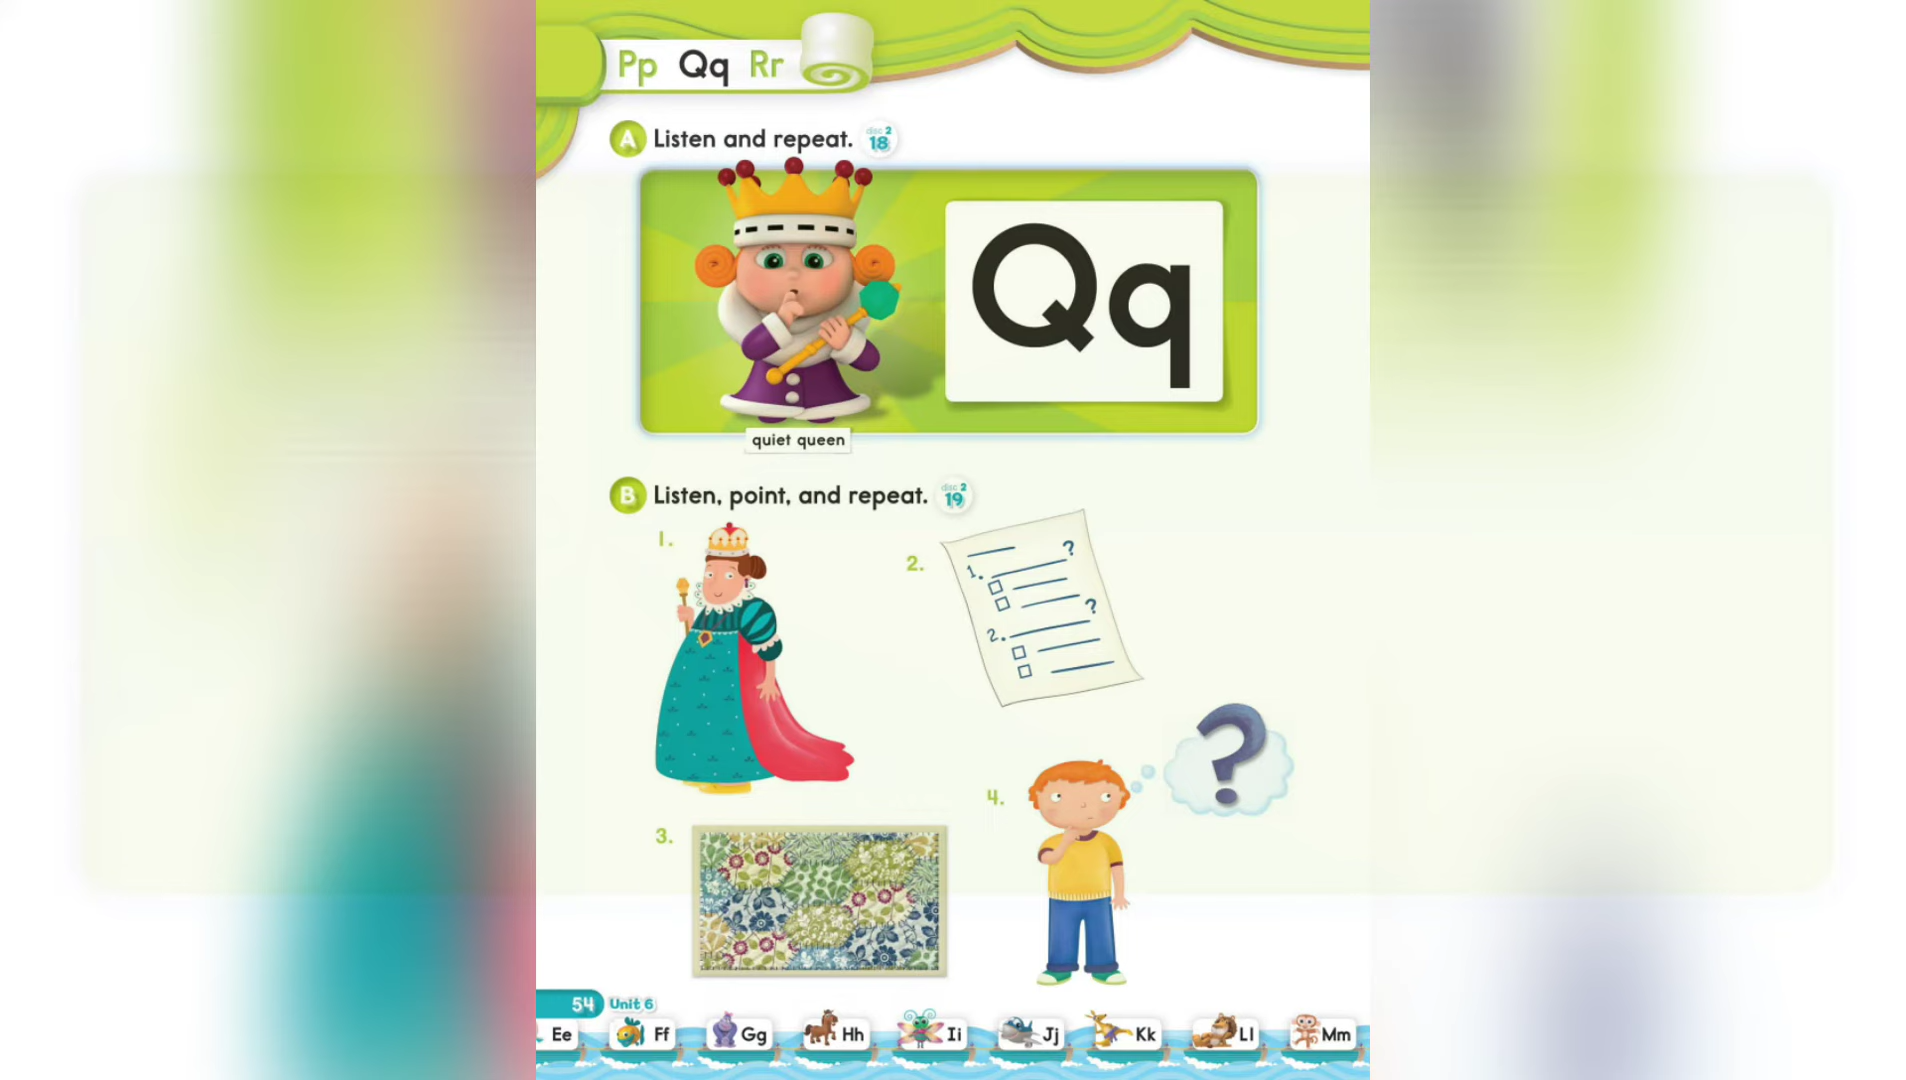 Pp Qq Rr
A Listen and repeat. disc 2 18
Qq
quiet queen
B Listen, point, and repeat. disc 2 19
1.
2.
?
1.
?
2.
?
4.
3.
54 Unit 6
Ee Ff Gg Hh Ii Jj Kk Ll Mm